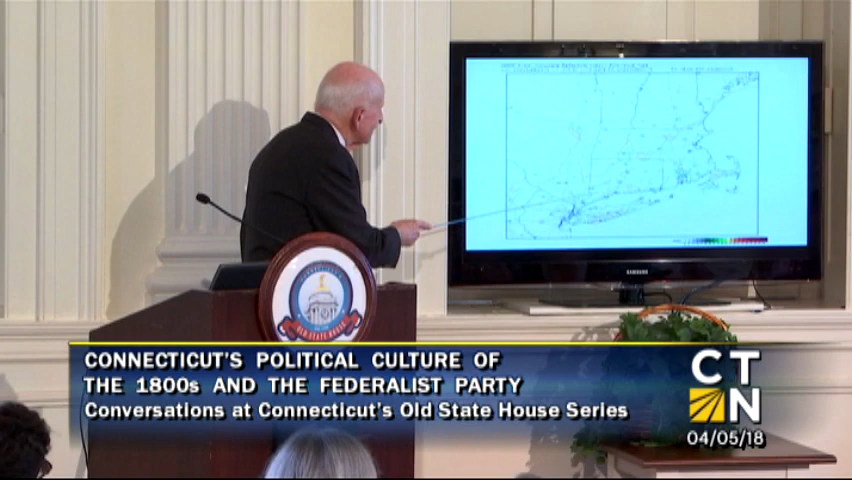 SAMSUNG
OLD STATE HOUSE
CONNECTICUT'S POLITICAL CULTURE OF
THE 1800s AND THE FEDERALIST PARTY
Conversations at Connecticut's Old State House Series
CT
N
04/05/18